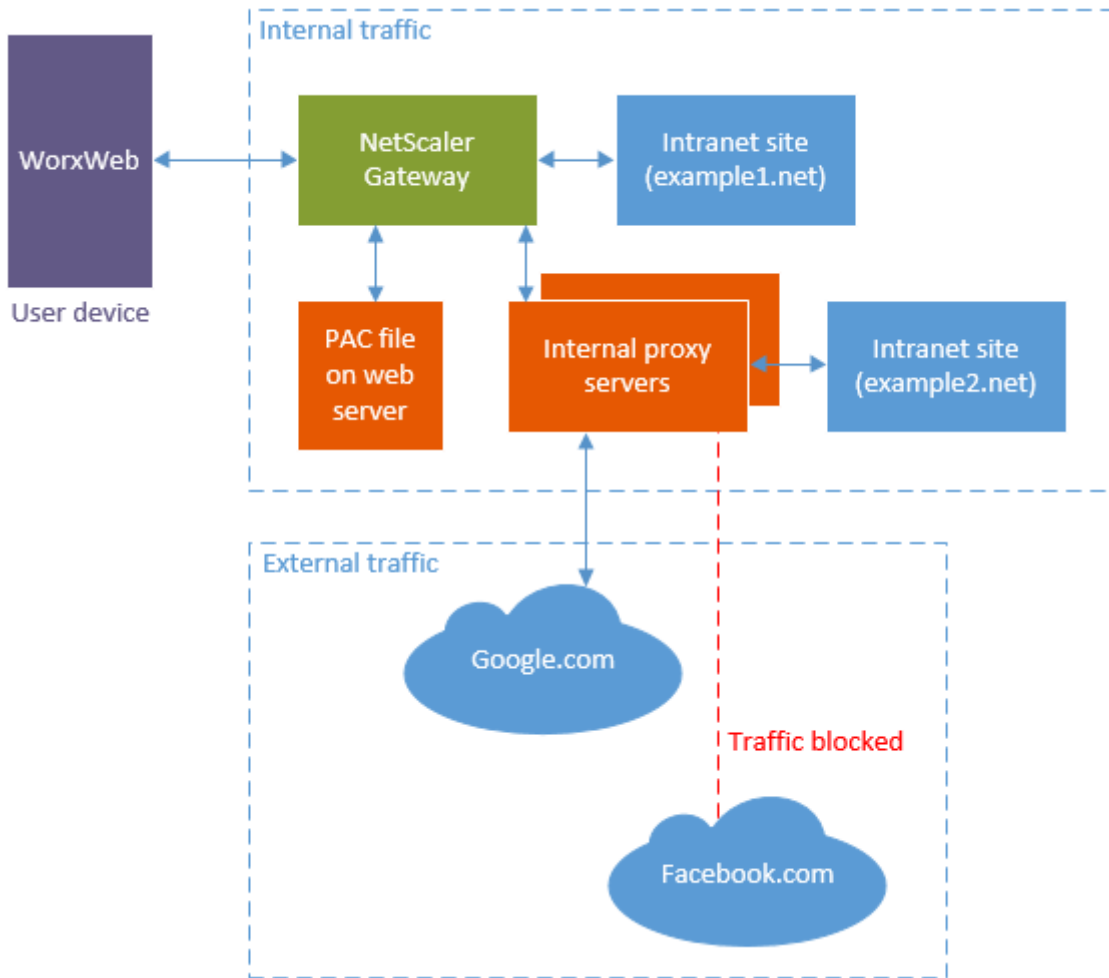 Internal traffic
WorxWeb
User device
NetScaler
Gateway
Intranet site
(example1.net)
PAC file
on web
server
Internal proxy
servers
Intranet site
(example2.net)
External traffic
Google.com
Traffic blocked
Facebook.com